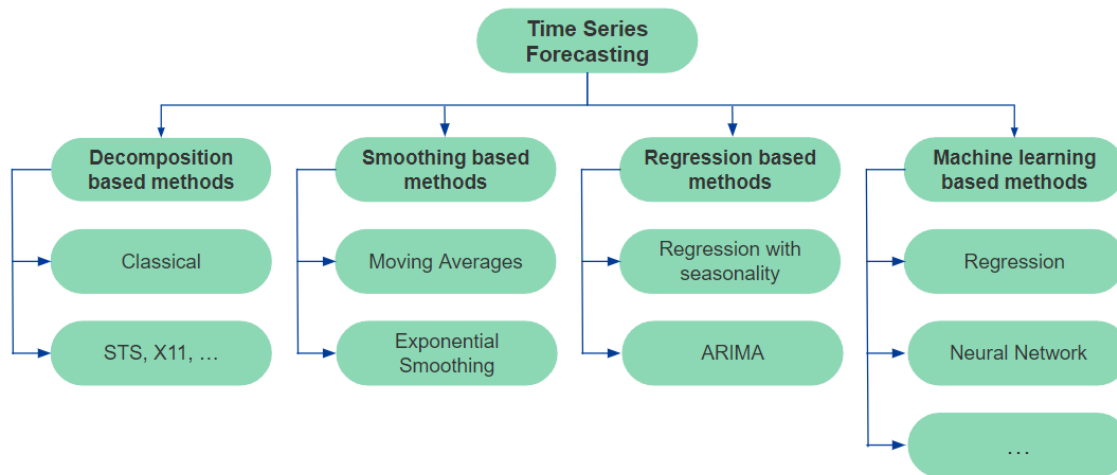 Time Series
Forecasting
Decomposition
based methods
Smoothing based
methods
Regression based
methods
Machine learning
based methods
Classical
Moving Averages
Regression with
seasonality
Regression
STS, X11, …
Exponential
Smoothing
ARIMA
Neural Network
…